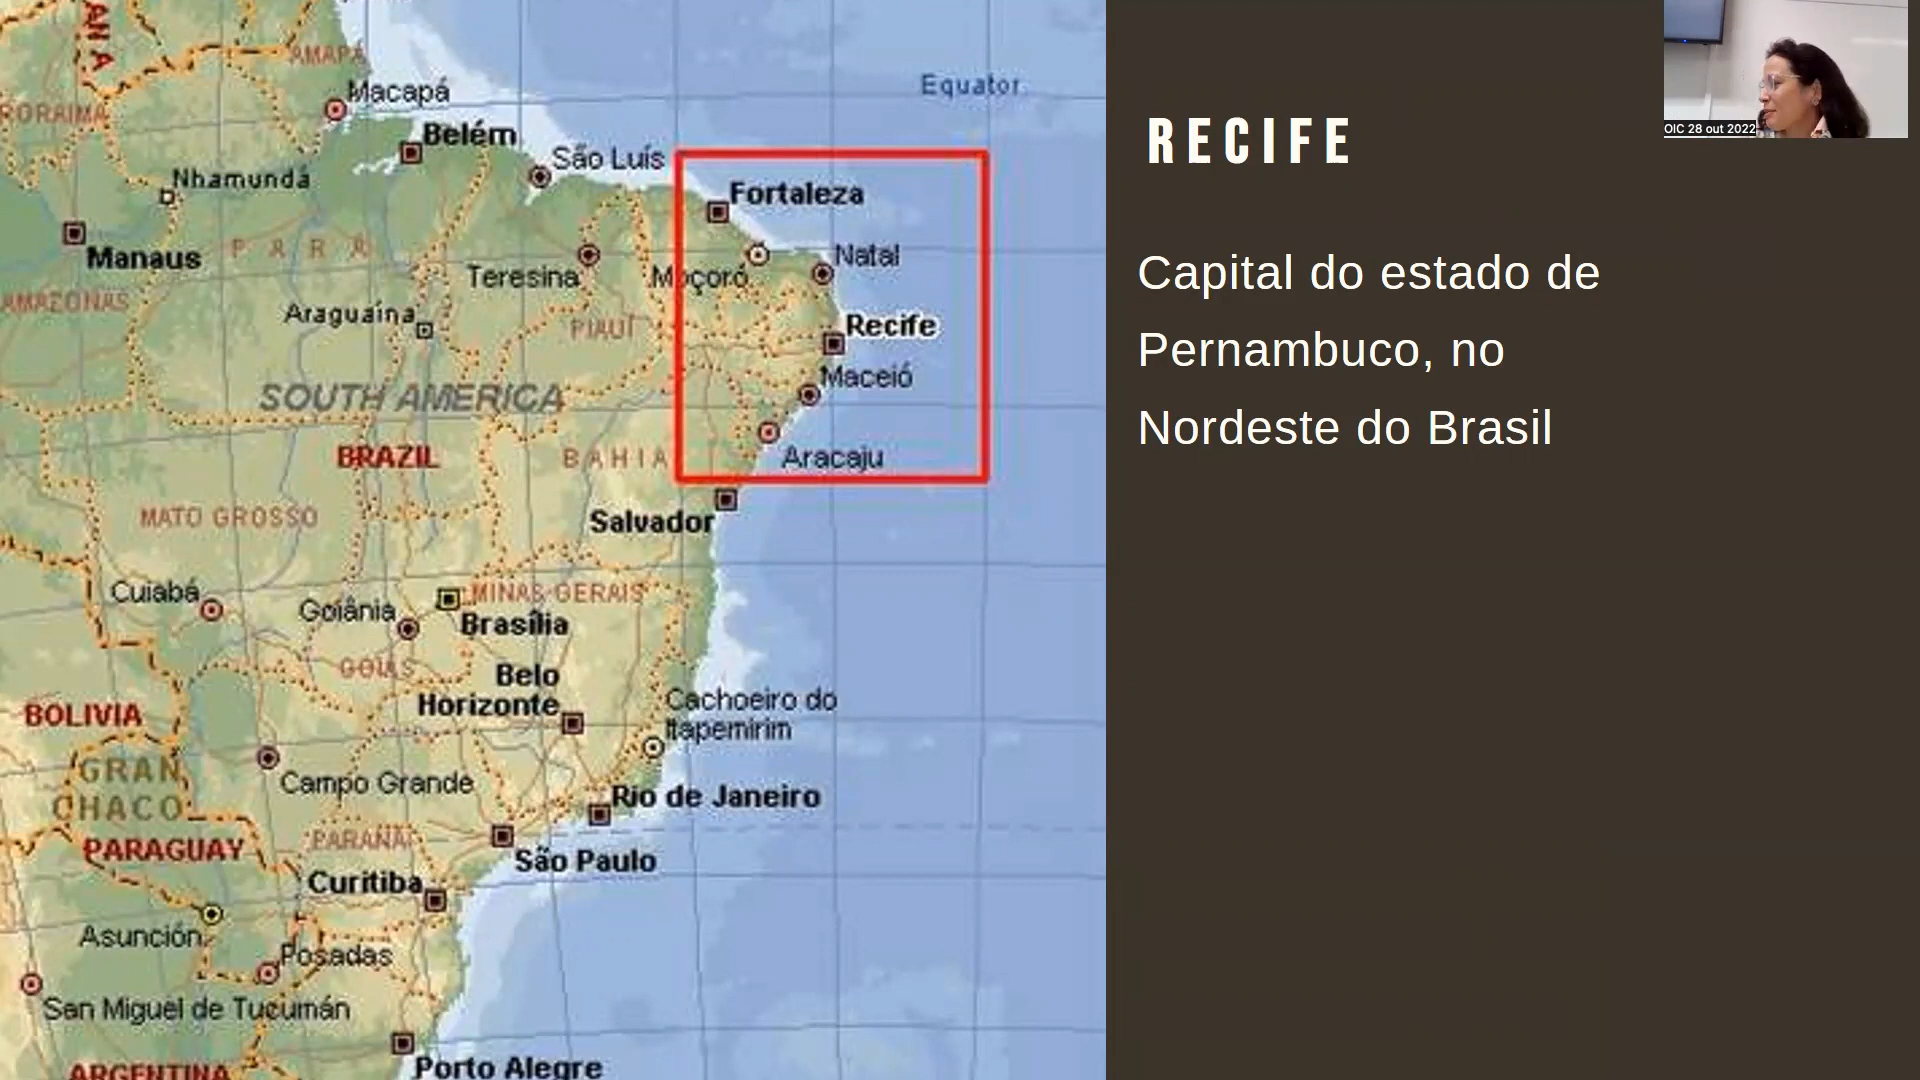 ANA
AMAPÁ
Macapá
RORAIMA
Equator
Belém
São Luís
Nhamundá
Fortaleza
Manaus
PARÁ
Teresina
Moçoró
Natal
AMAZONAS
Araguaína
PIAUÍ
Recife
SOUTH AMERICA
Maceió
BRAZIL
BAHIA
Aracaju
MATO GROSSO
Salvador
Cuiabá
Goiânia
MINAS GERAIS
Brasília
GOIÁS
Belo
Horizonte
Cachoeiro do
Itapemirim
BOLIVIA
GRAN
CHACO
Campo Grande
Rio de Janeiro
PARANÁ
PARAGUAY
São Paulo
Curitiba
Asunción
Posadas
San Miguel de Tucumán
Porto Alegre
ARGENTINA
RECIFE
Capital do estado de
Pernambuco, no
Nordeste do Brasil
OIC 28 out 2022